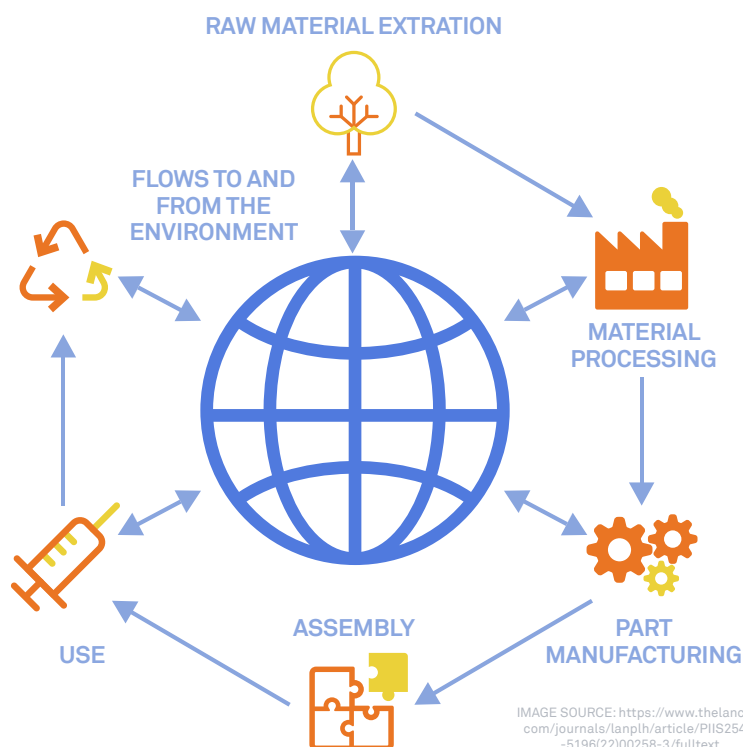 RAW MATERIAL EXTRATION
FLOWS TO AND
FROM THE
ENVIRONMENT
MATERIAL
PROCESSING
ASSEMBLY
PART
MANUFACTURING
USE
IMAGE SOURCE: https://www.thelanc
com/journals/lanplh/article/PIIS254
-5196(22)00258-3/fulltext